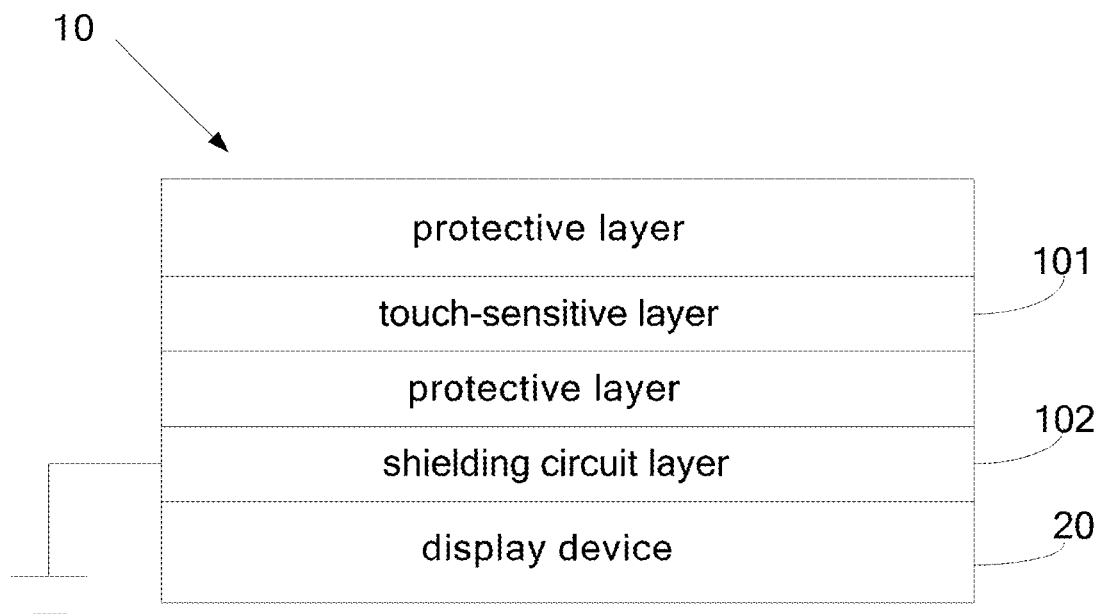 10
protective layer
101
touch-sensitive layer
protective layer
102
shielding circuit layer
20
display device